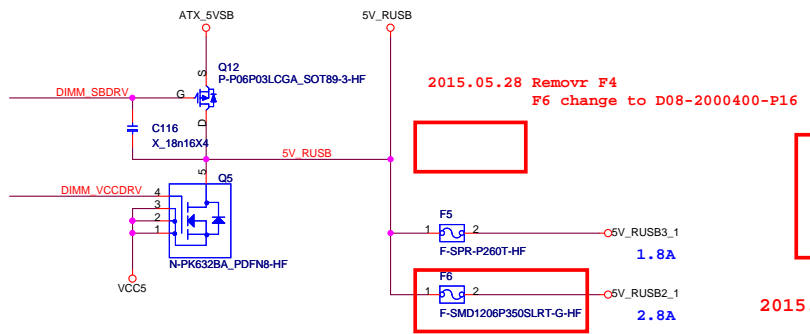 ATX_5VSB
5V_RUSB
S
Q12
P-P06P03LCGA_SOT89-3-HF
2015.05.28 Removr F4
F6 change to D08-2000400-P16
DIMM_SBDRV
G
D
C116
X_18n16X4
5V_RUSB
5
Q5
DIMM_VCCDRV
4
3
2
1
N-PK632BA_PDFN8-HF
VCC5
F5
1
2
5V_RUSB3_1
F-SPR-P260T-HF
1.8A
F6
1
2
5V_RUSB2_1
F-SMD1206P350SLRT-G-HF
2.8A
2015